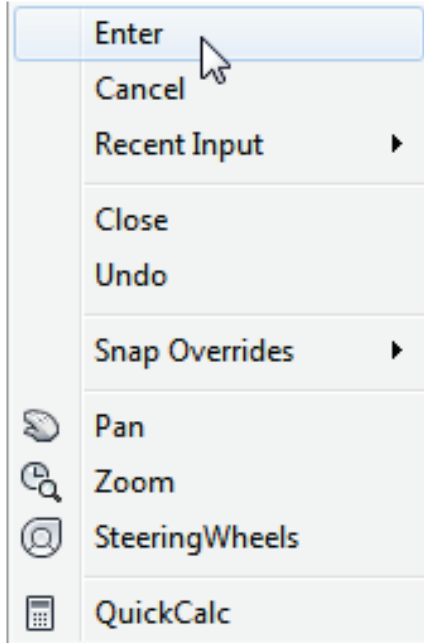 Enter
Cancel
Recent Input
Close
Undo
Snap Overrides
Pan
Zoom
SteeringWheels
QuickCalc